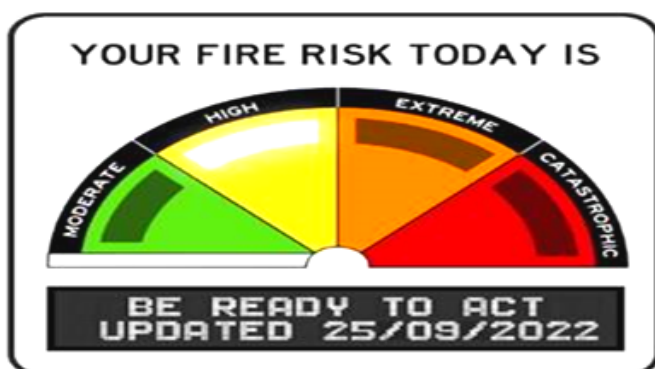 YOUR FIRE RISK TODAY IS
MODERATE
HIGH
EXTREME
CATASTROPHIC
BE READY TO ACT
UPDATED 25/09/2022